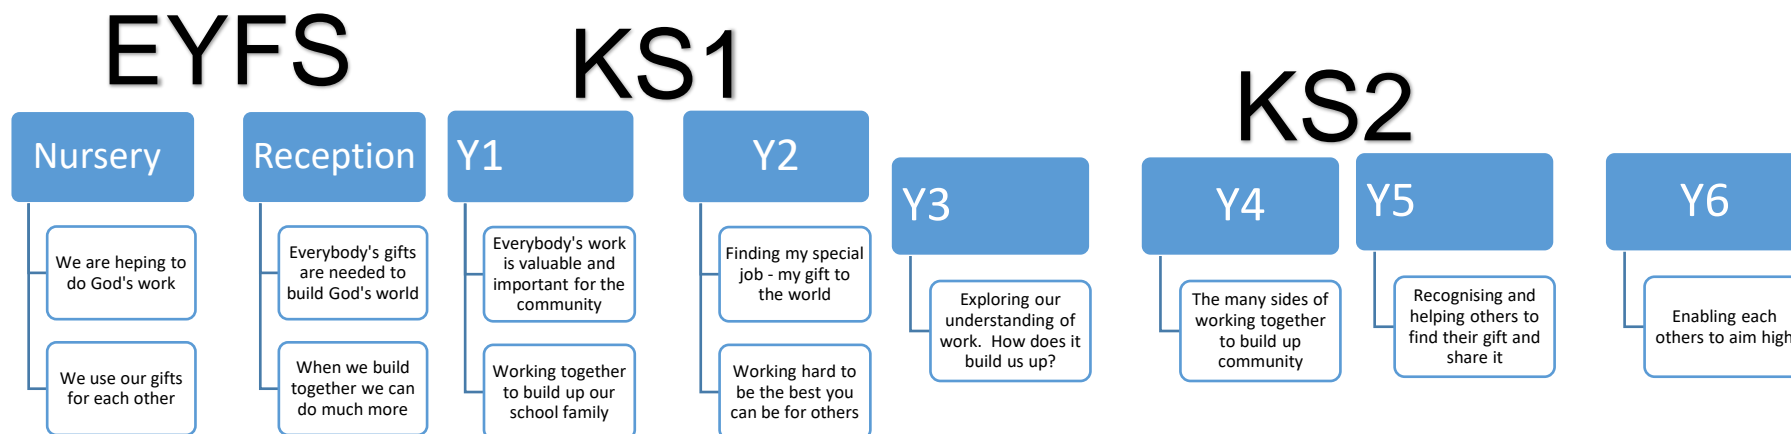 EYFS
KS1
KS2
Nursery
We are heping to
do God's work
We use our gifts
for each other
Reception
Everybody's gifts
are needed to
build God's world
When we build
together we can
do much more
Y1
Everybody's work
is valuable and
important for the
community
Working together
to build up our
school family
Y2
Finding my special
job - my gift to
the world
Working hard to
be the best you
can be for others
Y3
Exploring our
understanding of
work. How does it
build us up?
Y4
The many sides of
working together
to build up
community
Y5
Recognising and
helping others to
find their gift and
share it
Y6
Enabling each
others to aim high